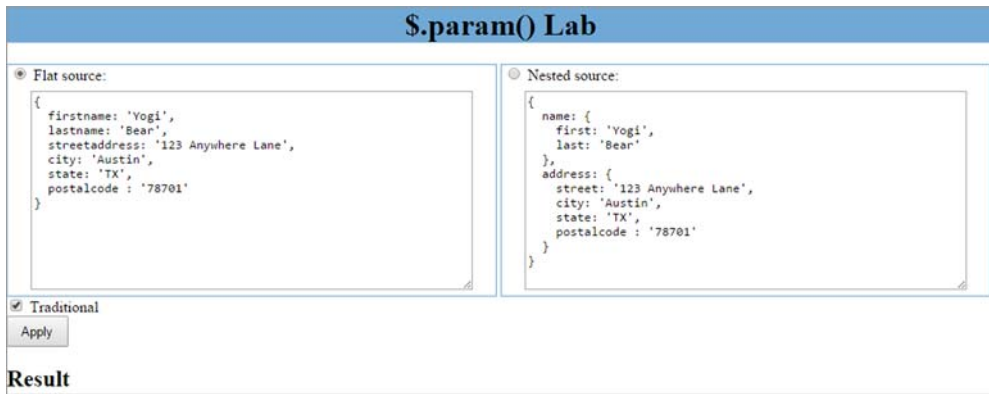 $.param() Lab
Flat source:
{
  firstname: 'Yogi',
  lastname: 'Bear',
  streetaddress: '123 Anywhere Lane',
  city: 'Austin',
  state: 'TX',
  postalcode : '78701'
}
Nested source:
{
  name: {
    first: 'Yogi',
    last: 'Bear'
  },
  address: {
    street: '123 Anywhere Lane',
    city: 'Austin',
    state: 'TX',
    postalcode : '78701'
  }
}
Traditional
Apply
Result